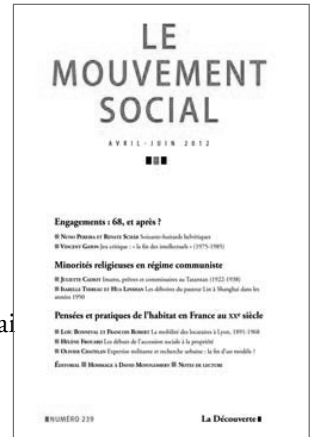 LE
MOUVEMENT
SOCIAL
AVRIL-JUIN 2012
Engagements : 68, et après ?
■ NUNO PEREIRA ET RENATE SCHÄR Soixante-huitards helvétiques
■ VINCENT GAYON Jeu critique : « la fin des intellectuels » (1975-1985)
Minorités religieuses en régime communiste
■ JULIETTE CADIOT Imams, prêtres et commissaires au Tatarstan (1922-1938)
■ ISABELLE THIREAU ET HUA LINSHAN Les déboires du pasteur Lin à Shanghai dans les
années 1950
ai
Pensées et pratiques de l'habitat en France au XXe siècle
■ LOÏC BONNEVAL ET FRANÇOIS ROBERT La mobilité des locataires à Lyon, 1891-1968
■ HÉLÈNE FROUARD Les débuts de l'accession sociale à la propriété
■ OLIVIER CHATELAN Expertise militante et recherche urbaine : la fin d'un modèle ?
ÉDITORIAL ■ HOMMAGE À DAVID MONTGOMERY ■ NOTES DE LECTURE
NUMÉRO 239
La Découverte